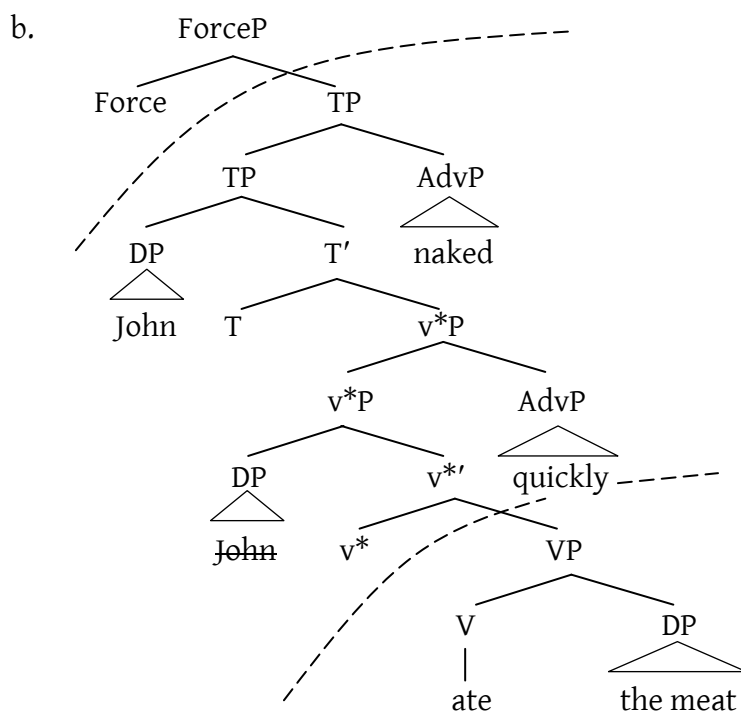 b. ForceP
Force TP
TP AdvP
DP T′ naked
John T v*P
v*P AdvP
DP v*′ quickly
John v* VP
V DP
ate the meat